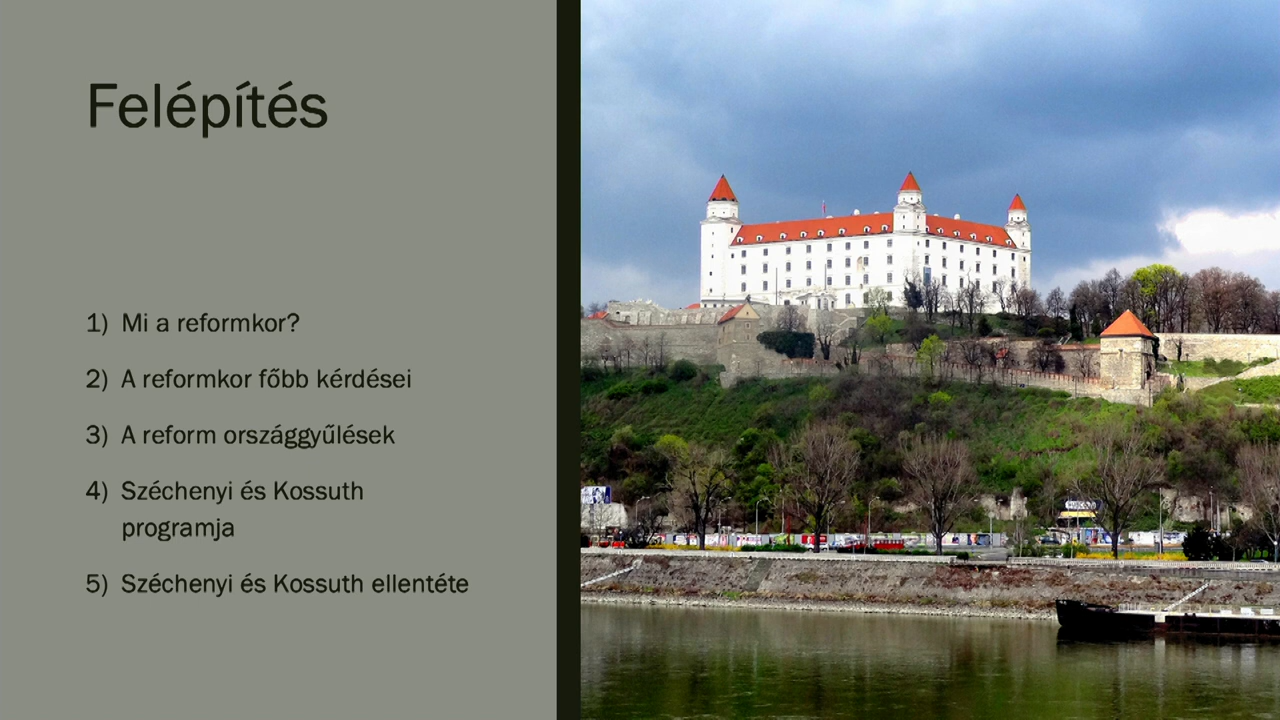 Felépítés
1) Mi a reformkor?
2) A reformkor főbb kérdései
3) A reform országgyűlések
4) Széchenyi és Kossuth
programja
5) Széchenyi és Kossuth ellentéte